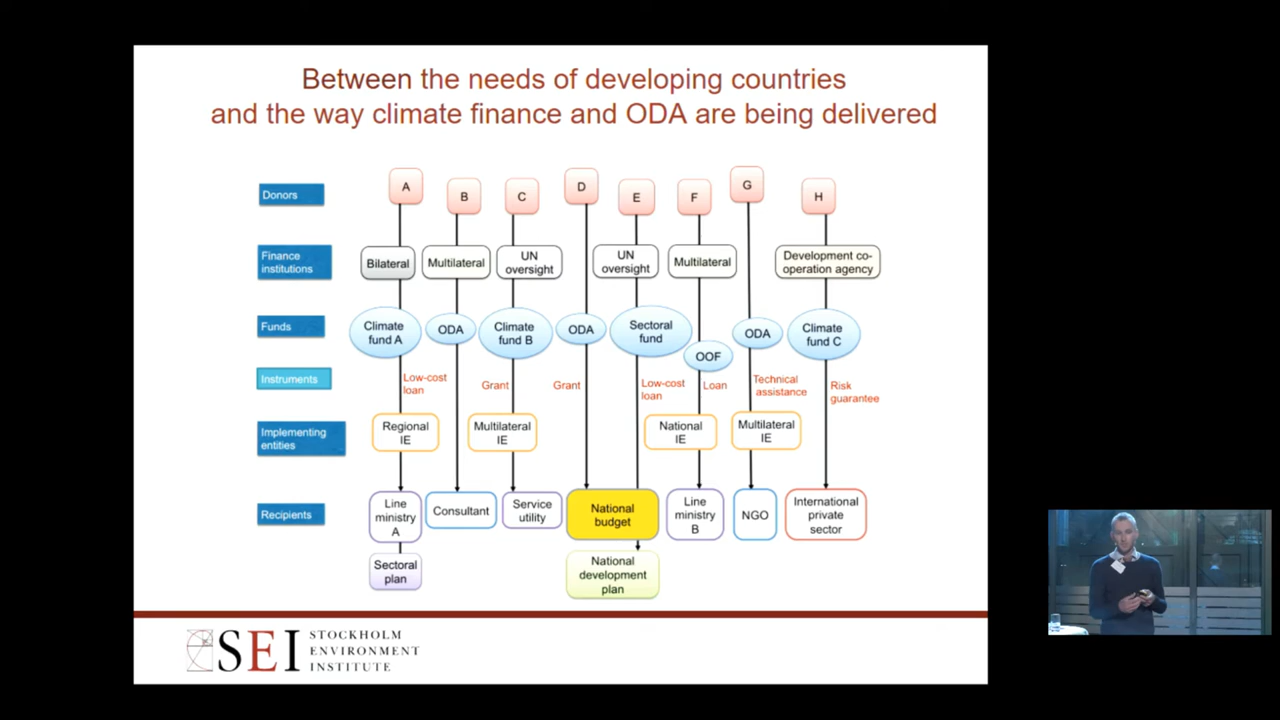 Between the needs of developing countries
and the way climate finance and ODA are being delivered
Donors
A
B
C
D
E
F
G
H
Finance
institutions
Bilateral
Multilateral
UN
oversight
UN
oversight
Multilateral
Development co-
operation agency
Funds
Climate
fund A
ODA
Climate
fund B
ODA
Sectoral
fund
OOF
ODA
Climate
fund C
Instruments
Low-cost
loan
Grant
Grant
Low-cost
loan
Loan
Technical
assistance
Risk
guarantee
Implementing
entities
Regional
IE
Multilateral
IE
National
IE
Multilateral
IE
Recipients
Line
ministry
A
Consultant
Service
utility
National
budget
Line
ministry
B
NGO
International
private
sector
Sectoral
plan
National
development
plan
SEI
STOCKHOLM
ENVIRONMENT
INSTITUTE